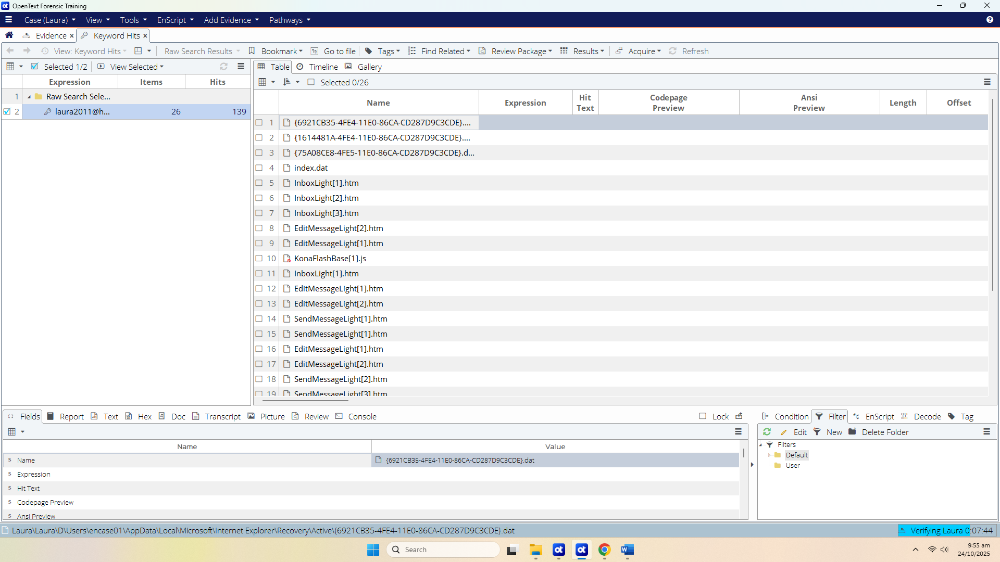 OpenText Forensic Training
Case (Laura) View Tools EnScript Add Evidence Pathways
Evidence Keyword Hits
View: Keyword Hits Raw Search Results Bookmark Go to file Tags Find Related Review Package Results Acquire Refresh
Selected 1/2 View Selected
Expression Items Hits
1 Raw Search Sele...
2 laura2011@h... 26 139
Table Timeline Gallery
Selected 0/26
Name Expression Hit Text Codepage Preview Ansi Preview Length Offset
1 {6921CB35-4FE4-11E0-86CA-CD287D9C3CDE}....
2 {1614481A-4FE4-11E0-86CA-CD287D9C3CDE}....
3 {75A08CE8-4FE5-11E0-86CA-CD287D9C3CDE}.d...
4 index.dat
5 InboxLight[1].htm
6 InboxLight[2].htm
7 InboxLight[3].htm
8 EditMessageLight[2].htm
9 EditMessageLight[1].htm
10 KonaFlashBase[1].js
11 InboxLight[1].htm
12 EditMessageLight[1].htm
13 EditMessageLight[2].htm
14 SendMessageLight[1].htm
15 SendMessageLight[1].htm
16 EditMessageLight[1].htm
17 EditMessageLight[2].htm
18 SendMessageLight[2].htm
19 SendMessageLight[3].htm
Fields Report Text Hex Doc Transcript Picture Review Console Lock
Name Value
Name {6921CB35-4FE4-11E0-86CA-CD287D9C3CDE}.dat
Expression
Hit Text
Codepage Preview
Ansi Preview
Condition Filter EnScript Decode Tag
Edit New Delete Folder
Filters
Default
User
Laura\Laura\D\Users\encase01\AppData\Local\Microsoft\Internet Explorer\Recovery\Active\{6921CB35-4FE4-11E0-86CA-CD287D9C3CDE}.dat
Verifying Laura 0:07:44
Search
9:55 am
24/10/2025